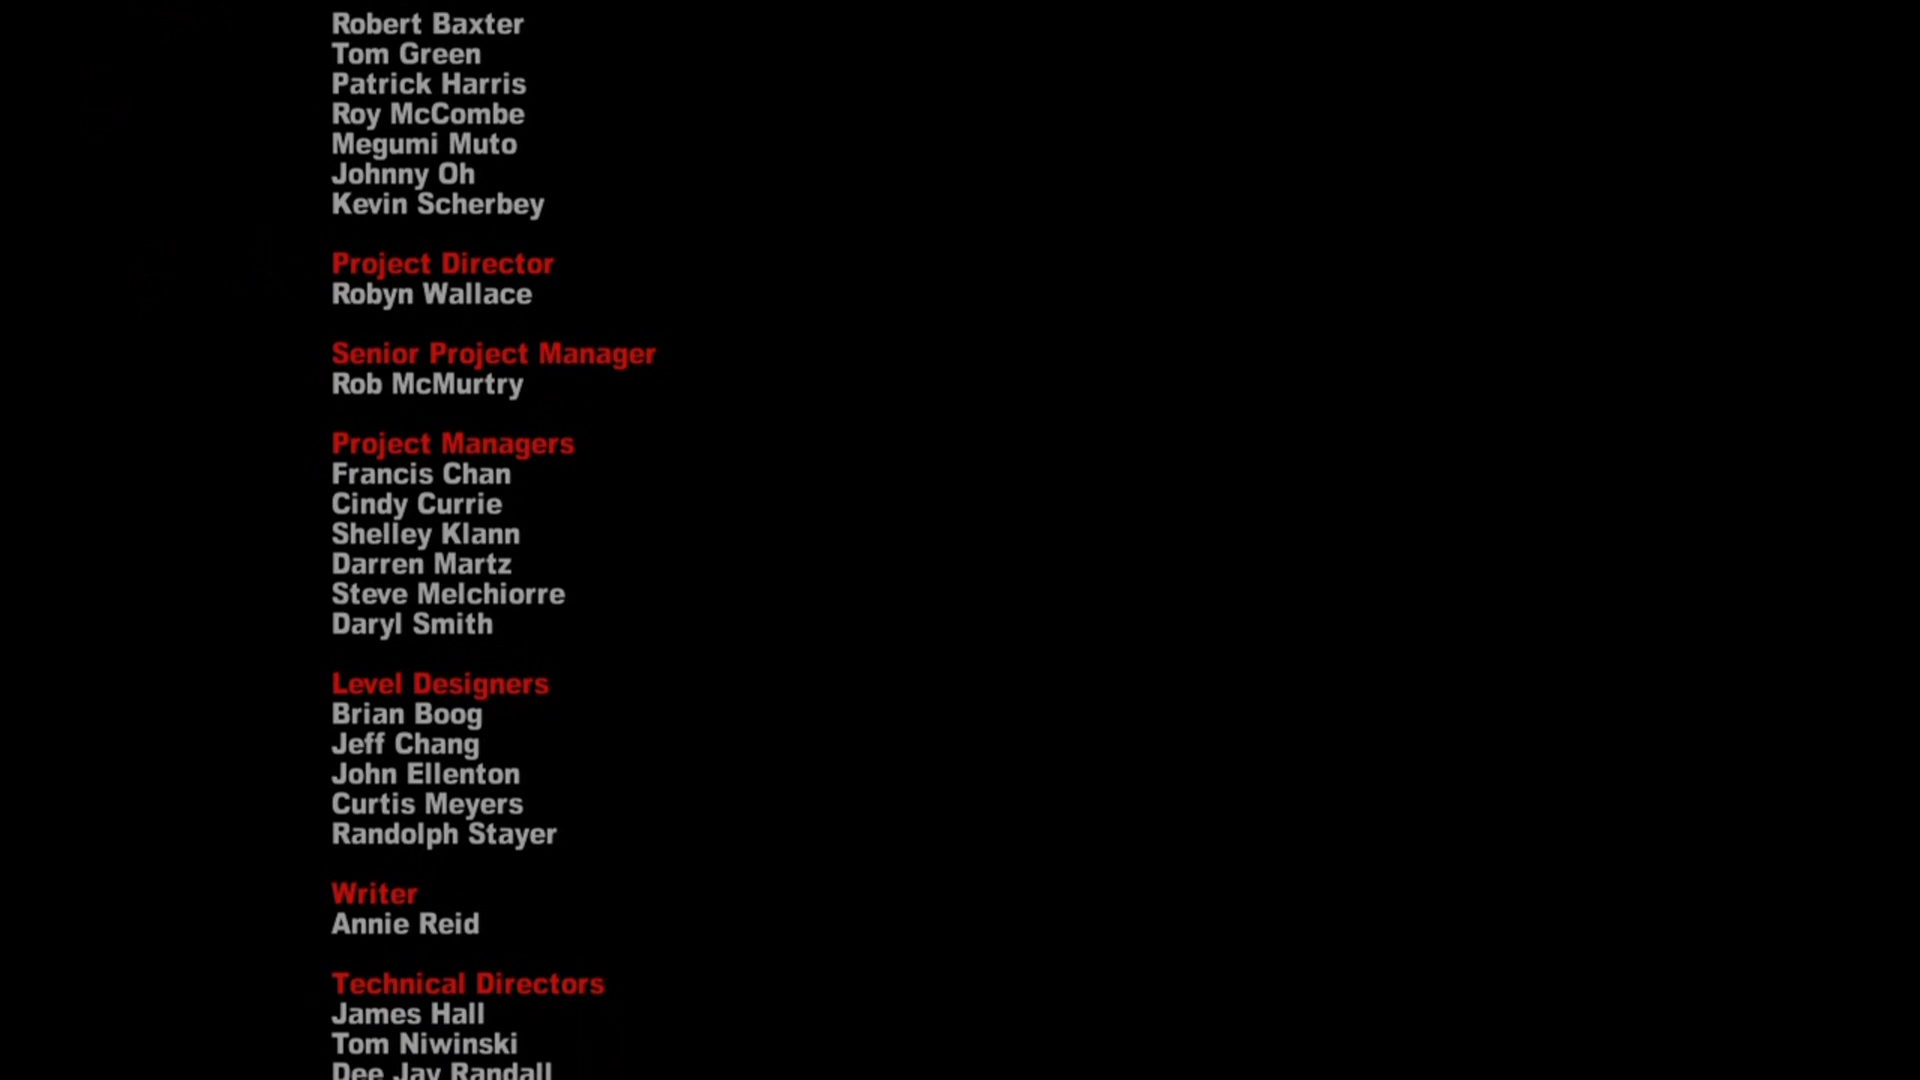 Robert Baxter
Tom Green
Patrick Harris
Roy McCombe
Megumi Muto
Johnny Oh
Kevin Scherbey
Project Director
Robyn Wallace
Senior Project Manager
Rob McMurtry
Project Managers
Francis Chan
Cindy Currie
Shelley Klann
Darren Martz
Steve Melchiorre
Daryl Smith
Level Designers
Brian Boog
Jeff Chang
John Ellenton
Curtis Meyers
Randolph Stayer
Writer
Annie Reid
Technical Directors
James Hall
Tom Niwinski
Dee Jay Randall